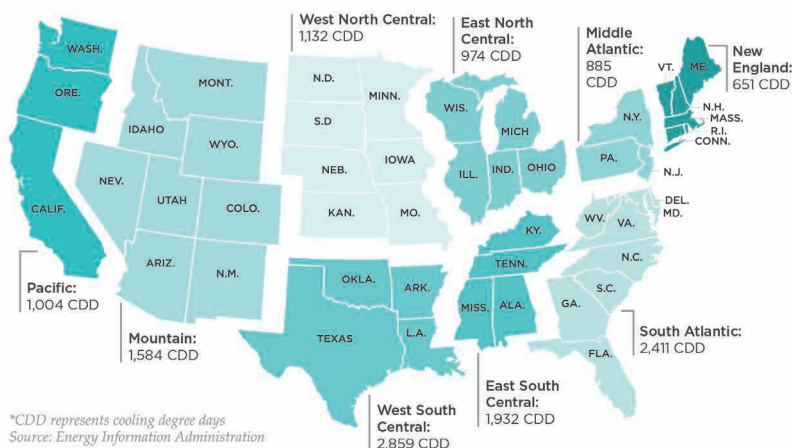 West North Central:
1,132 CDD
East North
Central:
974 CDD
Middle
Atlantic:
885
CDD
New
England:
651 CDD
WASH.
ORE.
CALIF.
MONT.
IDAHO
WYO.
NEV.
UTAH
COLO.
ARIZ.
N.M.
N.D.
MINN.
S.D
NEB.
IOWA
KAN.
MO.
WIS.
MICH
ILL.
IND.
OHIO
N.Y.
PA.
N.J.
VT.
ME.
N.H.
MASS.
R.I.
CONN.
DEL.
MD.
WV.
VA.
N.C.
S.C.
GA.
FLA.
KY.
TENN.
MISS.
ALA.
OKLA.
ARK.
TEXAS
L.A.
Pacific:
1,004 CDD
Mountain:
1,584 CDD
West South
Central:
2,859 CDD
East South
Central:
1,932 CDD
South Atlantic:
2,411 CDD
*CDD represents cooling degree days
Source: Energy Information Administration